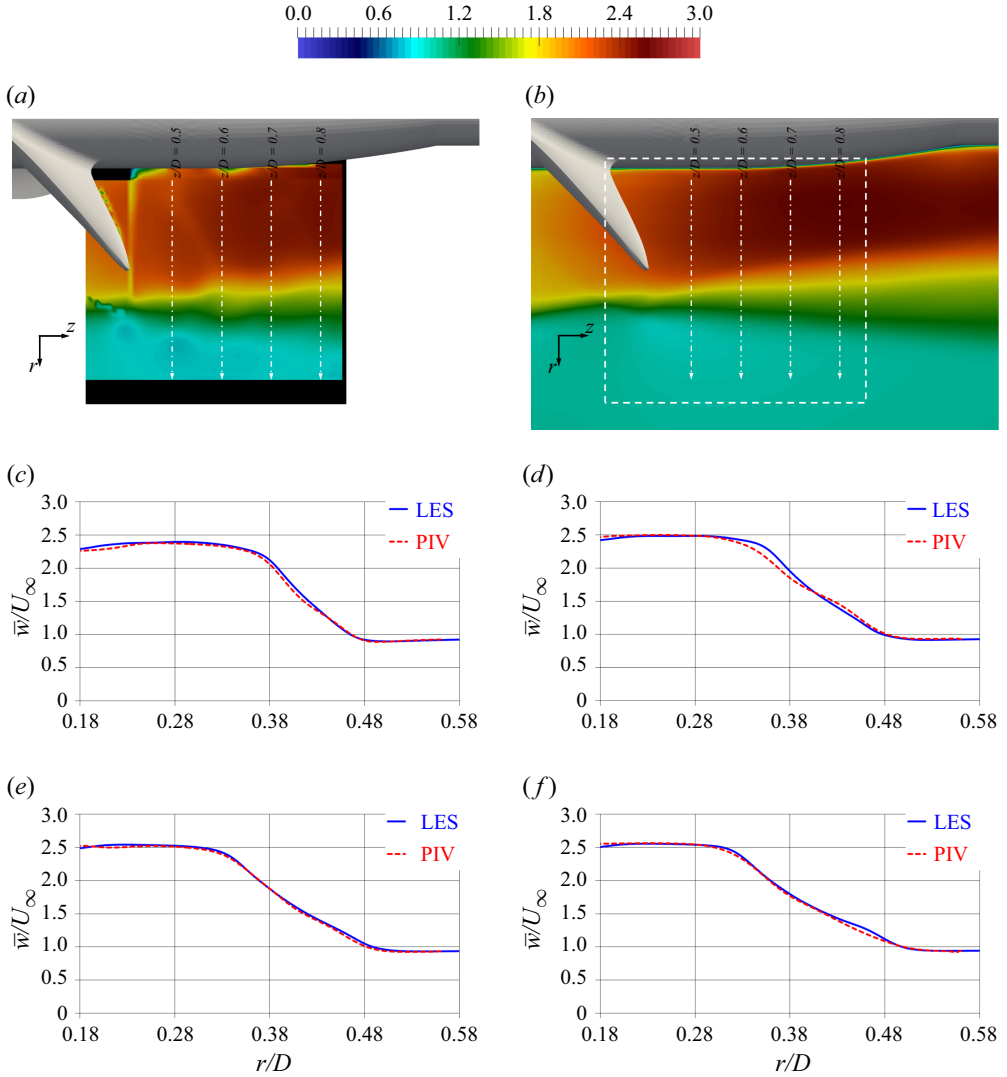 0.0 0.6 1.2 1.8 2.4 3.0
(a)
(b)
z/D = 0.5 z/D = 0.6 z/D = 0.7 z/D = 0.8
z/D = 0.5 z/D = 0.6 z/D = 0.7 z/D = 0.8
z
r
z
r
(c)
3.0
2.5
2.0
1.5
1.0
0.5
0
w̅/U∞
LES
PIV
0.18 0.28 0.38 0.48 0.58
(d)
3.0
2.5
2.0
1.5
1.0
0.5
0
w̅/U∞
LES
PIV
0.18 0.28 0.38 0.48 0.58
(e)
3.0
2.5
2.0
1.5
1.0
0.5
0
w̅/U∞
LES
PIV
0.18 0.28 0.38 0.48 0.58
r/D
(f)
3.0
2.5
2.0
1.5
1.0
0.5
0
w̅/U∞
LES
PIV
0.18 0.28 0.38 0.48 0.58
r/D